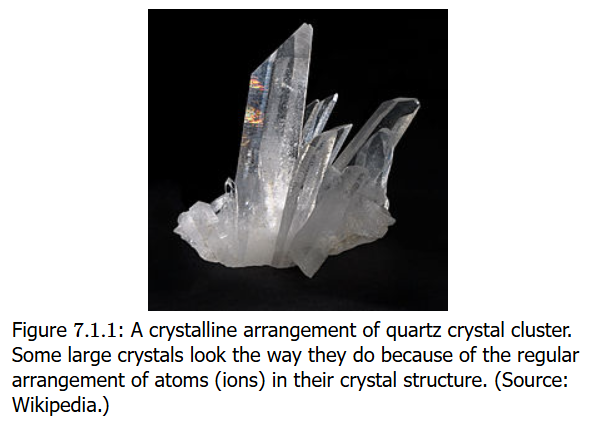 Figure 7.1.1: A crystalline arrangement of quartz crystal cluster.
Some large crystals look the way they do because of the regular
arrangement of atoms (ions) in their crystal structure. (Source:
Wikipedia.)